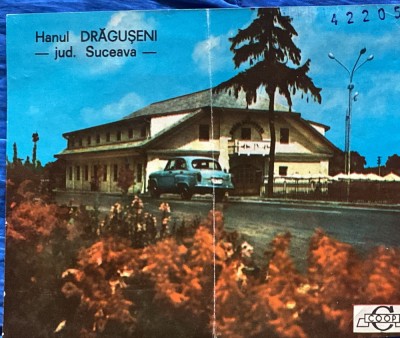 Hanul DRĂGUȘENI
— jud. Suceava —
42205
COOP